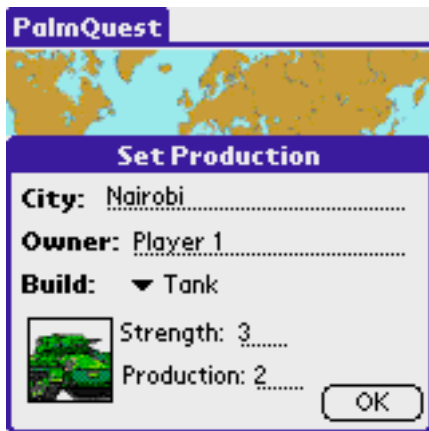 PalmQuest
Set Production
City: Nairobi
Owner: Player 1
Build: Tank
Strength: 3
Production: 2
OK